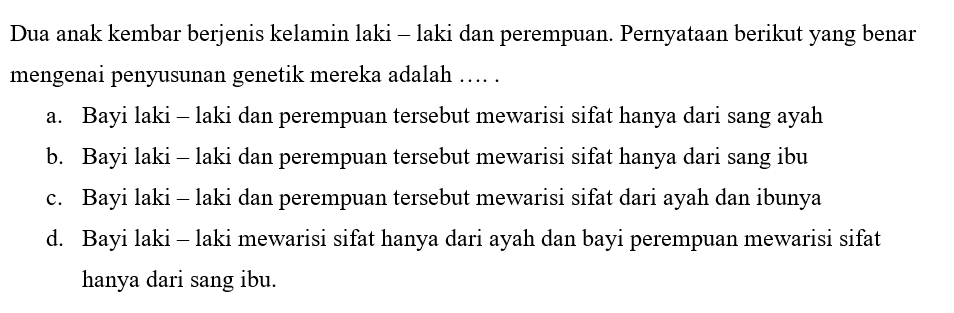 Dua anak kembar berjenis kelamin laki – laki dan perempuan. Pernyataan berikut yang benar
mengenai penyusunan genetik mereka adalah …. .
a. Bayi laki – laki dan perempuan tersebut mewarisi sifat hanya dari sang ayah
b. Bayi laki – laki dan perempuan tersebut mewarisi sifat hanya dari sang ibu
c. Bayi laki – laki dan perempuan tersebut mewarisi sifat dari ayah dan ibunya
d. Bayi laki – laki mewarisi sifat hanya dari ayah dan bayi perempuan mewarisi sifat
hanya dari sang ibu.